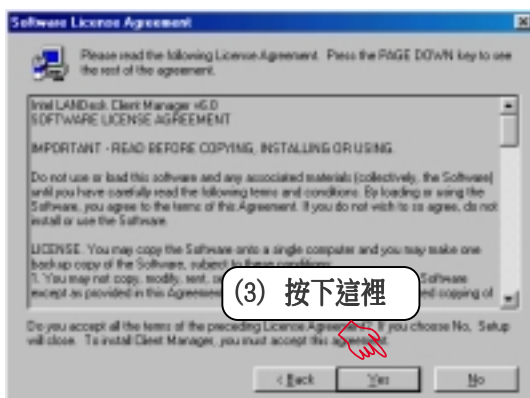 Software License Agreement
Please read the following License Agreement. Press the PAGE DOWN key to see
the rest of the agreement.
Intel LANDesk Client Manager v6.0
SOFTWARE LICENSE AGREEMENT
IMPORTANT - READ BEFORE COPYING, INSTALLING OR USING.
Do not use or load this software and any associated materials (collectively, the Software)
until you have carefully read the following terms and conditions. By loading or using the
Software, you agree to the terms of this Agreement. If you do not wish to so agree, do not
install or use the Software.
LICENSE. You may copy the Software onto a single computer and you may make one
back-up copy of the Software, subject to these conditions:
1. You may not copy, modify, rent, Software
except as provided in this Agreement copying of
(3) 按下這裡
Do you accept all the terms of the preceding License Agreement? If you choose No, Setup
will close. To install Client Manager, you must accept this agreement.
< Back
Yes
No